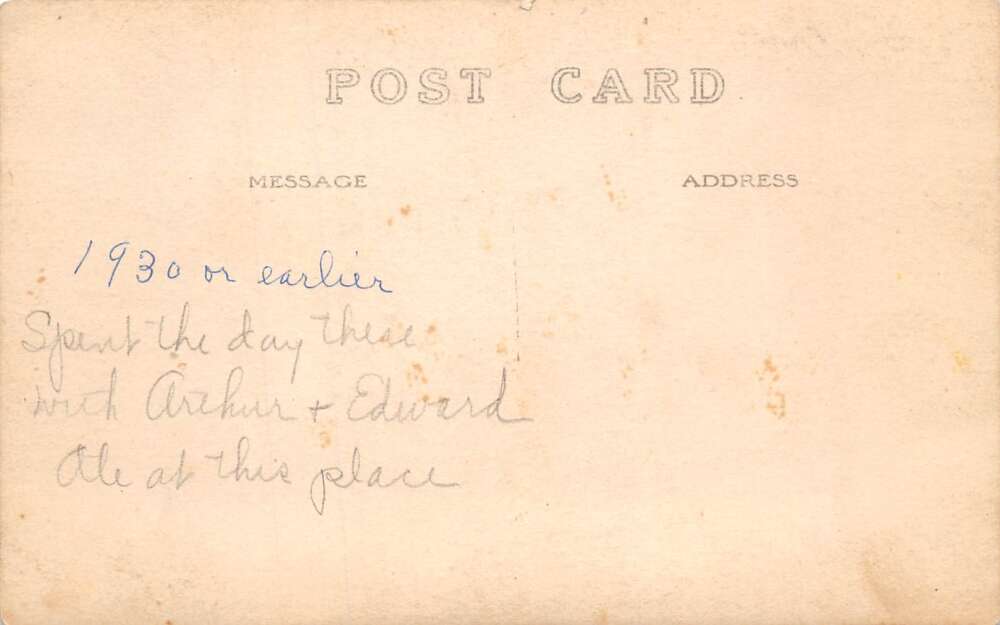 POST CARD
MESSAGE
ADDRESS
1930 or earlier
Spent the day there
with Arthur + Edward
Ate at this place